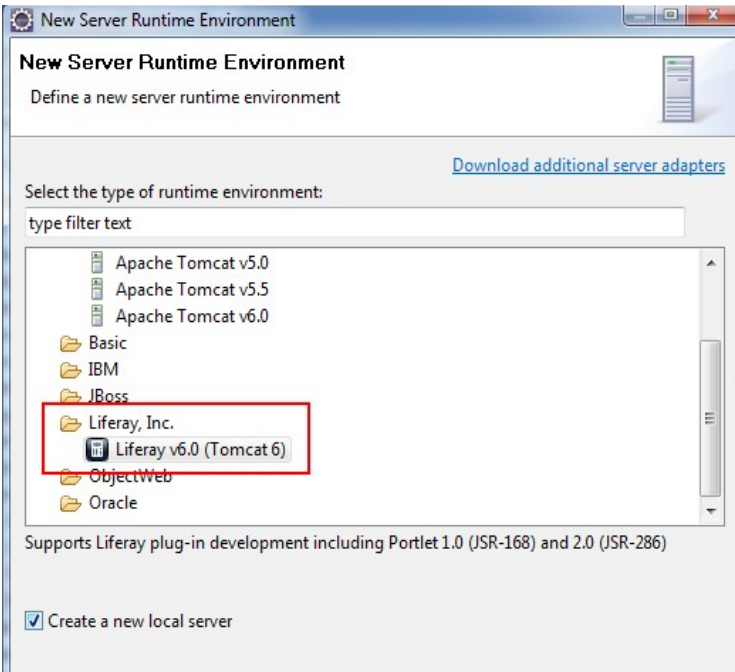 New Server Runtime Environment
New Server Runtime Environment
Define a new server runtime environment
Download additional server adapters
Select the type of runtime environment:
type filter text
Apache Tomcat v5.0
Apache Tomcat v5.5
Apache Tomcat v6.0
Basic
IBM
JBoss
Liferay, Inc.
Liferay v6.0 (Tomcat 6)
ObjectWeb
Oracle
Supports Liferay plug-in development including Portlet 1.0 (JSR-168) and 2.0 (JSR-286)
Create a new local server